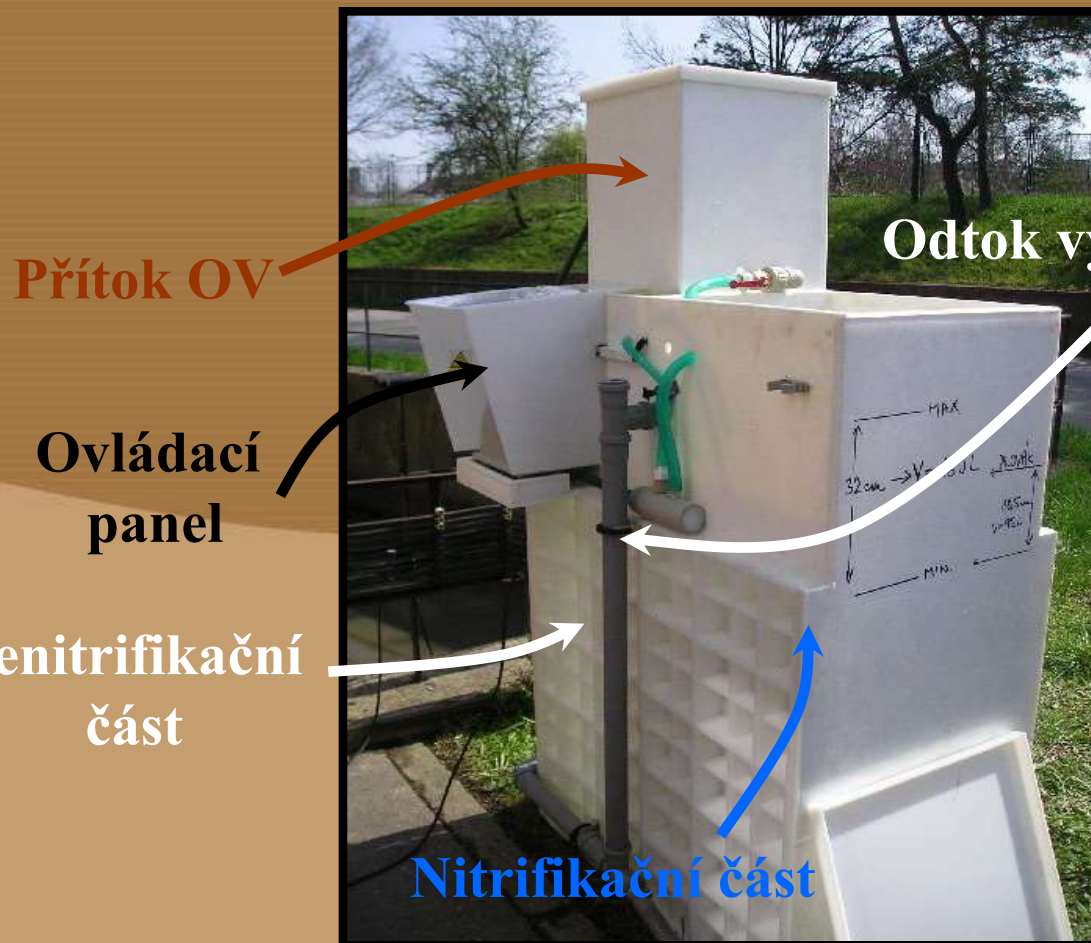 Přítok OV
Odtok vy
Ovládací
panel
enitrifikační
část
Nitrifikační část
MAX
32 cm → V =
MIN.